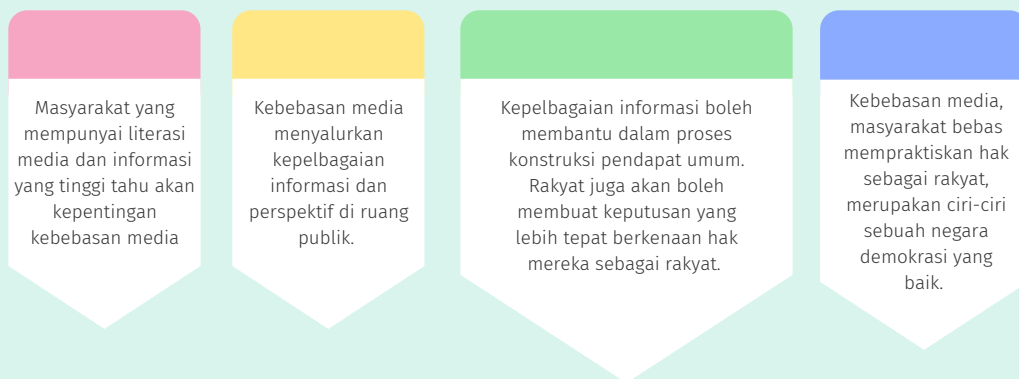 Masyarakat yang
mempunyai literasi
media dan informasi
yang tinggi tahu akan
kepentingan
kebebasan media
Kebebasan media
menyalurkan
kepelbagaian
informasi dan
perspektif di ruang
publik.
Kepelbagaian informasi boleh
membantu dalam proses
konstruksi pendapat umum.
Rakyat juga akan boleh
membuat keputusan yang
lebih tepat berkenaan hak
mereka sebagai rakyat.
Kebebasan media,
masyarakat bebas
mempraktiskan hak
sebagai rakyat,
merupakan ciri-ciri
sebuah negara
demokrasi yang
baik.